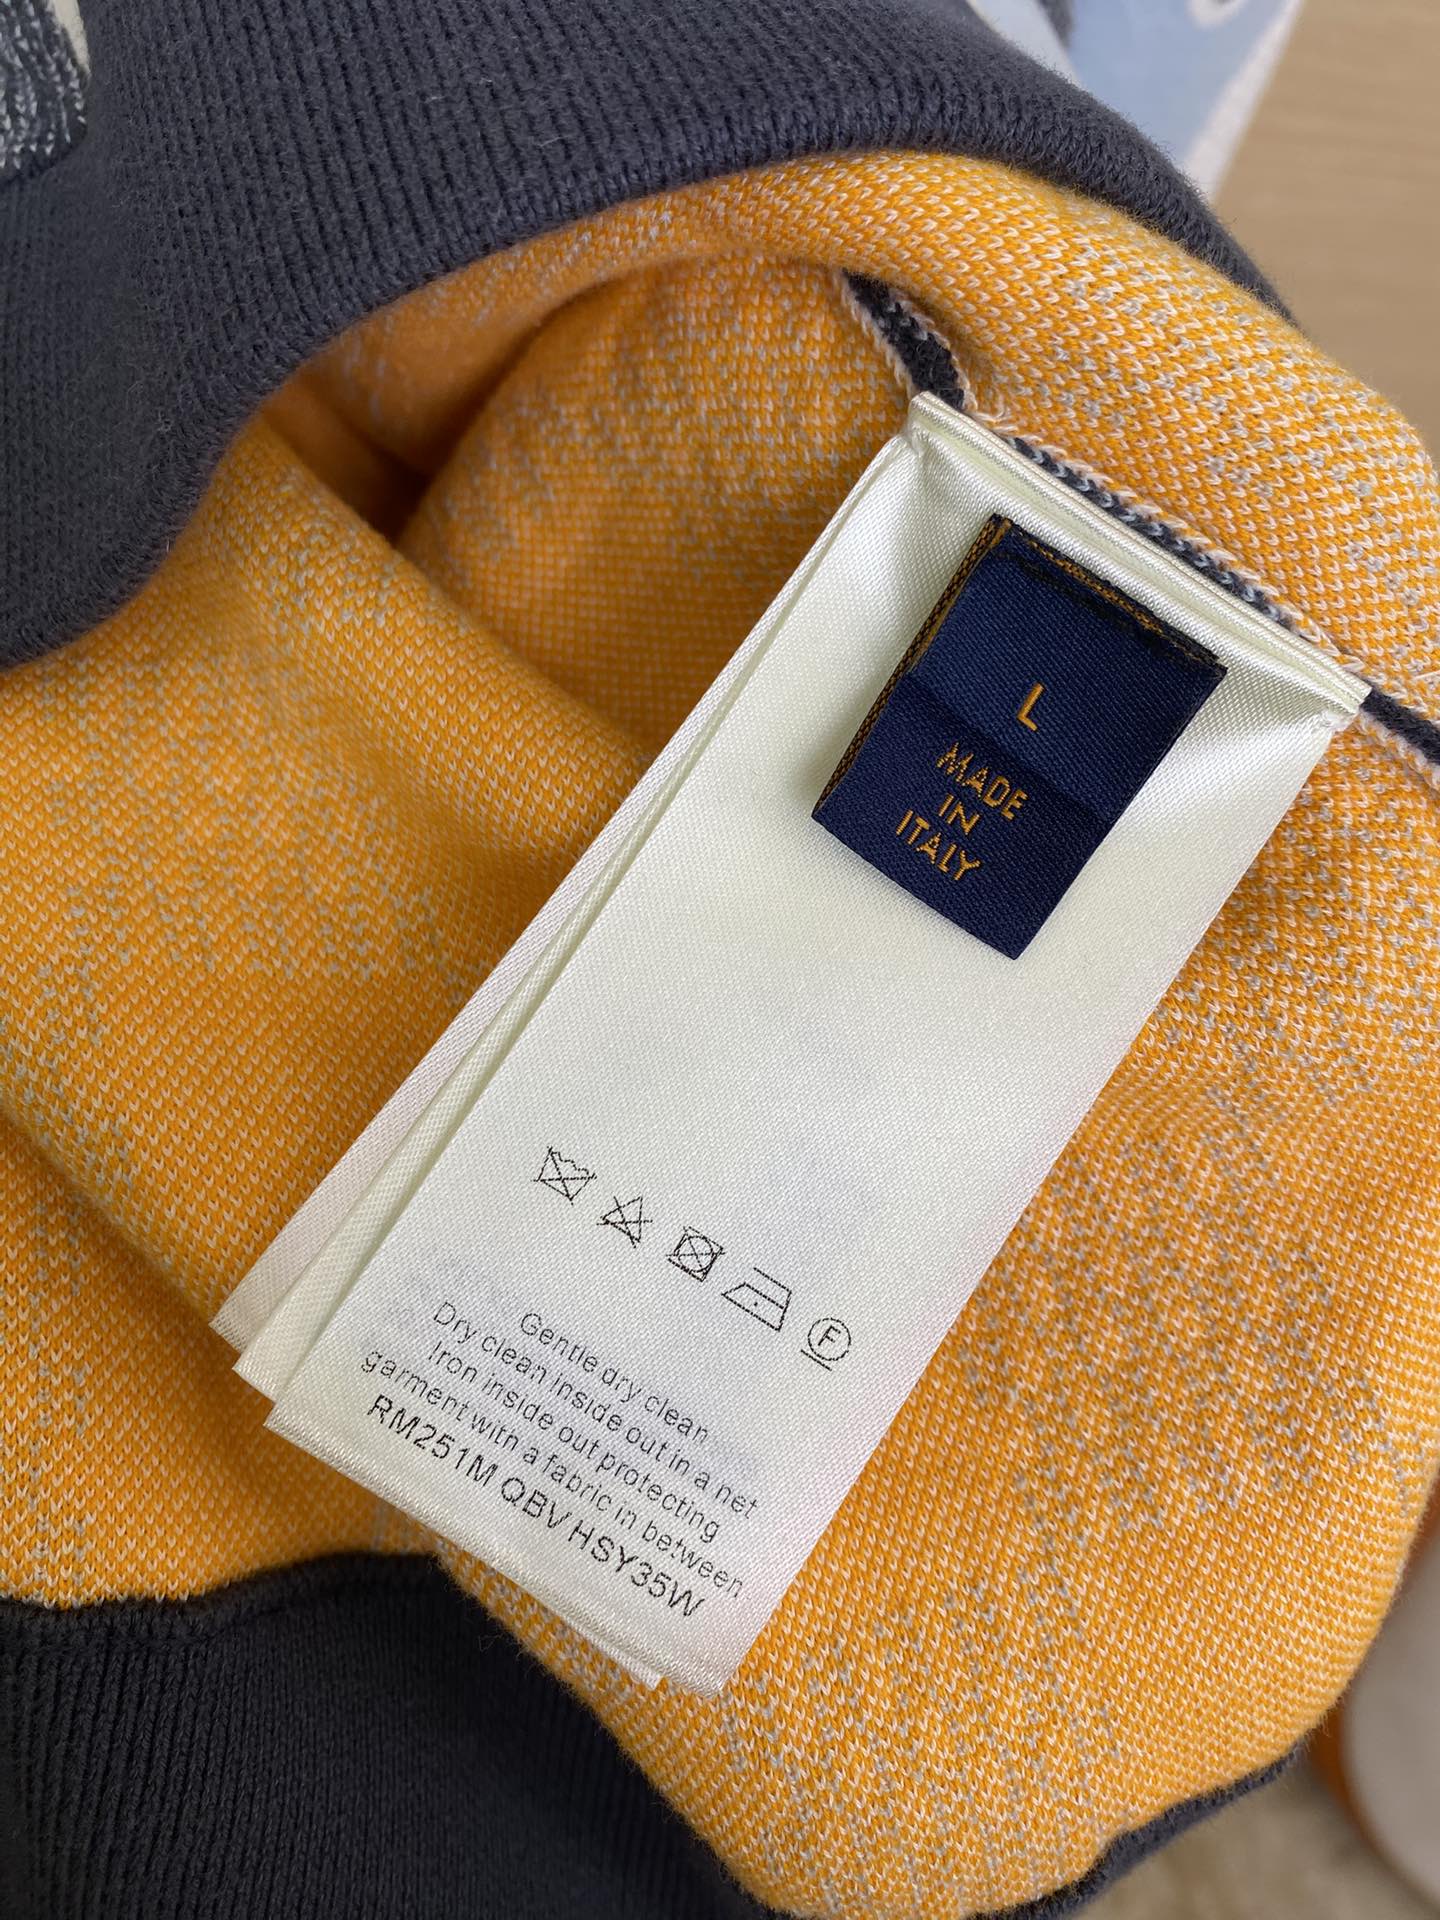 L
MADE
IN
ITALY
F
Gentle dry clean
Dry clean inside out in a net
Iron inside out protecting
garment with a fabric in between
RM251M QBV HSY35W